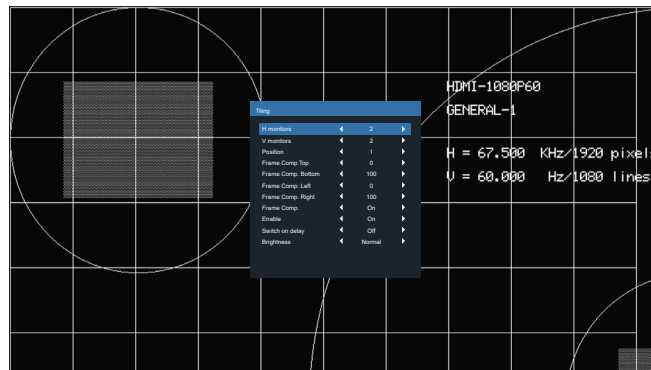 HDMI-1080P60
GENERAL-1
H = 67.500 KHz/1920 pixels
V = 60.000 Hz/1080 lines
Tiling
H monitors 2
V monitors 2
Position 1
Frame Comp.Top 0
Frame Comp. Bottom 100
Frame Comp. Left 0
Frame Comp. Right 100
Frame Comp. On
Enable On
Switch on delay Off
Brightness Normal